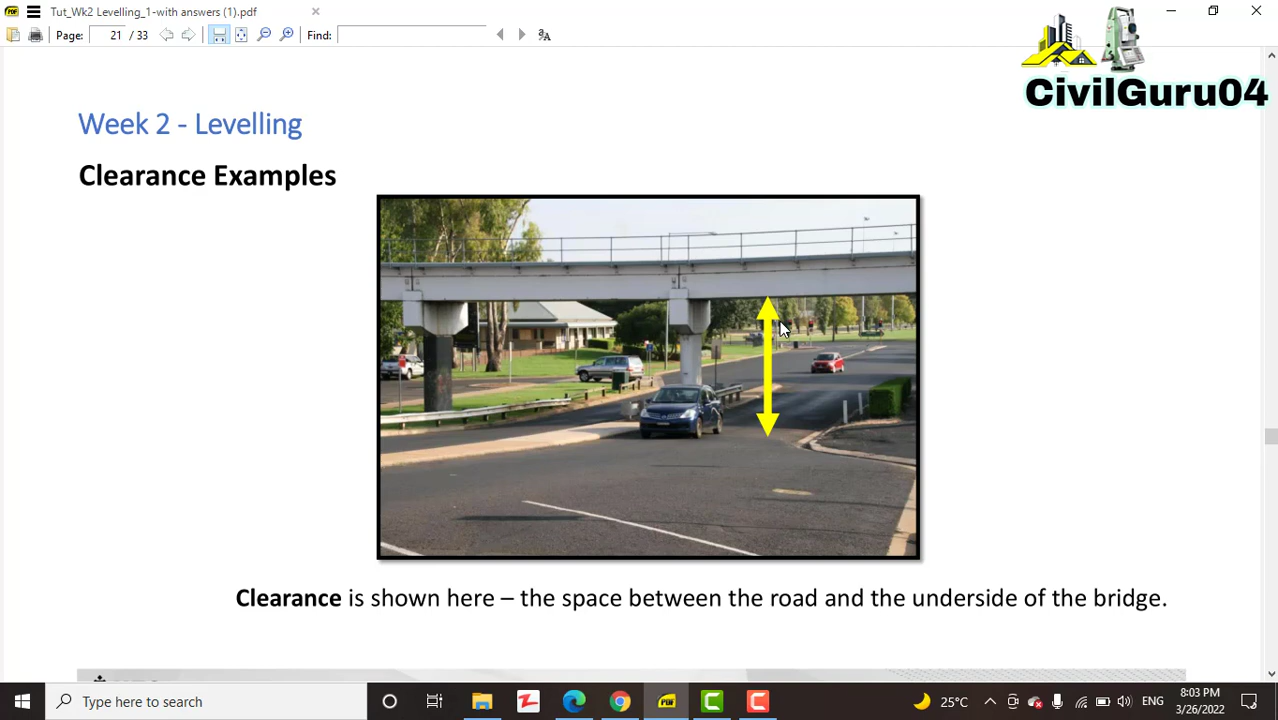 Tut_Wk2 Levelling_1-with answers (1).pdf
Page: 21 / 33 Find:
CivilGuru04
Week 2 - Levelling
Clearance Examples
Clearance is shown here – the space between the road and the underside of the bridge.
Type here to search
25°C
ENG
8:03 PM
3/26/2022